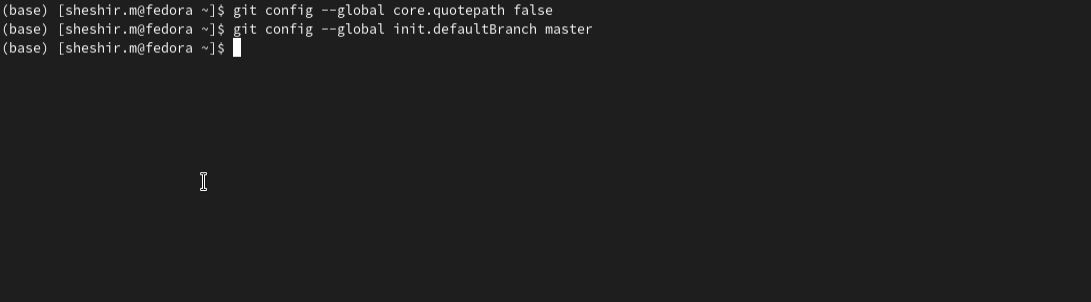 (base) [sheshir.m@fedora ~]$ git config --global core.quotepath false
(base) [sheshir.m@fedora ~]$ git config --global init.defaultBranch master
(base) [sheshir.m@fedora ~]$